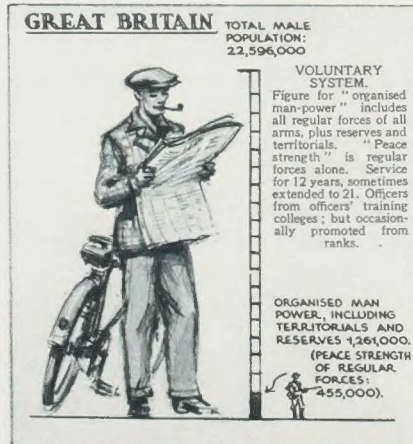 GREAT BRITAIN
TOTAL MALE
POPULATION:
22,596,000
VOLUNTARY
SYSTEM.
Figure for "organised
man-power" includes
all regular forces of all
arms, plus reserves and
territorials. "Peace
strength" is regular
forces alone. Service
for 12 years, sometimes
extended to 21. Officers
from officers' training
colleges; but occasion-
ally promoted from
ranks.
ORGANISED MAN
POWER, INCLUDING
TERRITORIALS AND
RESERVES 1,261,000.
(PEACE STRENGTH
OF REGULAR
FORCES:
455,000).